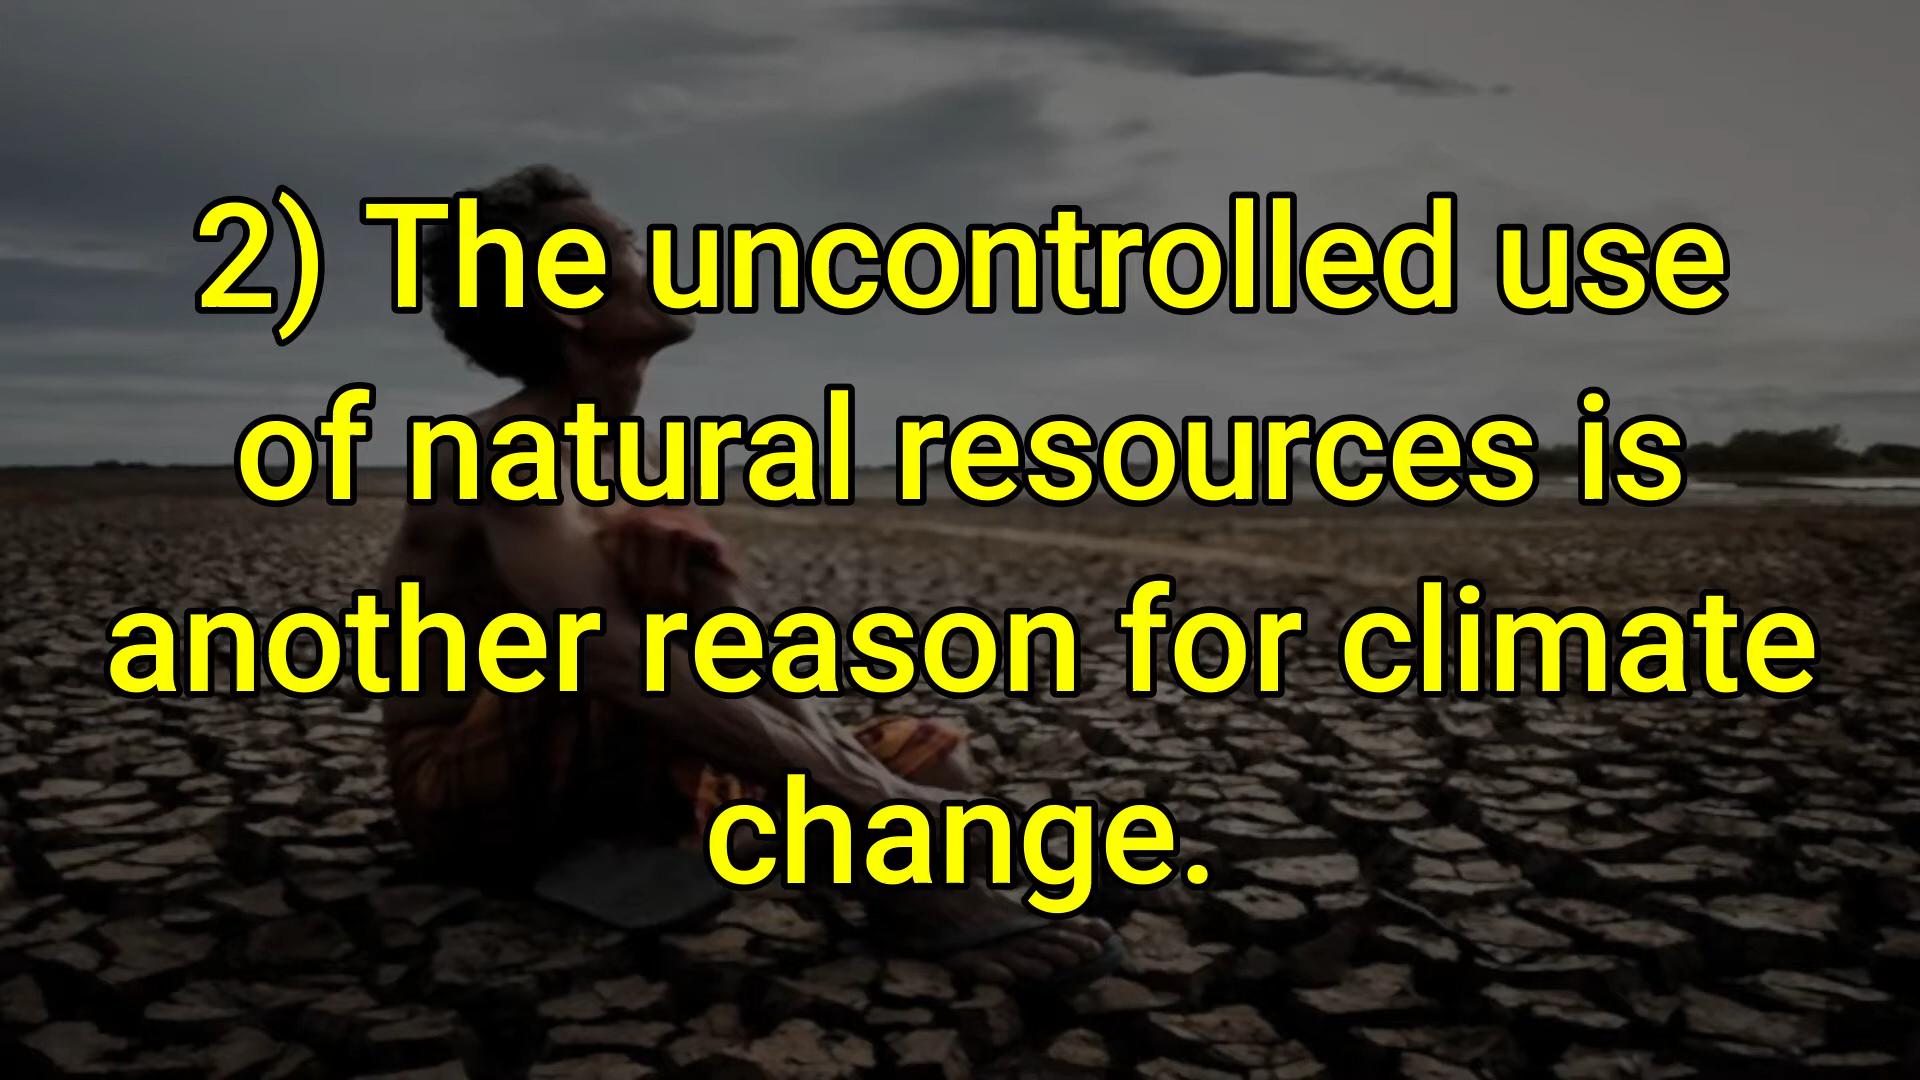 2) The uncontrolled use
of natural resources is
another reason for climate
change.